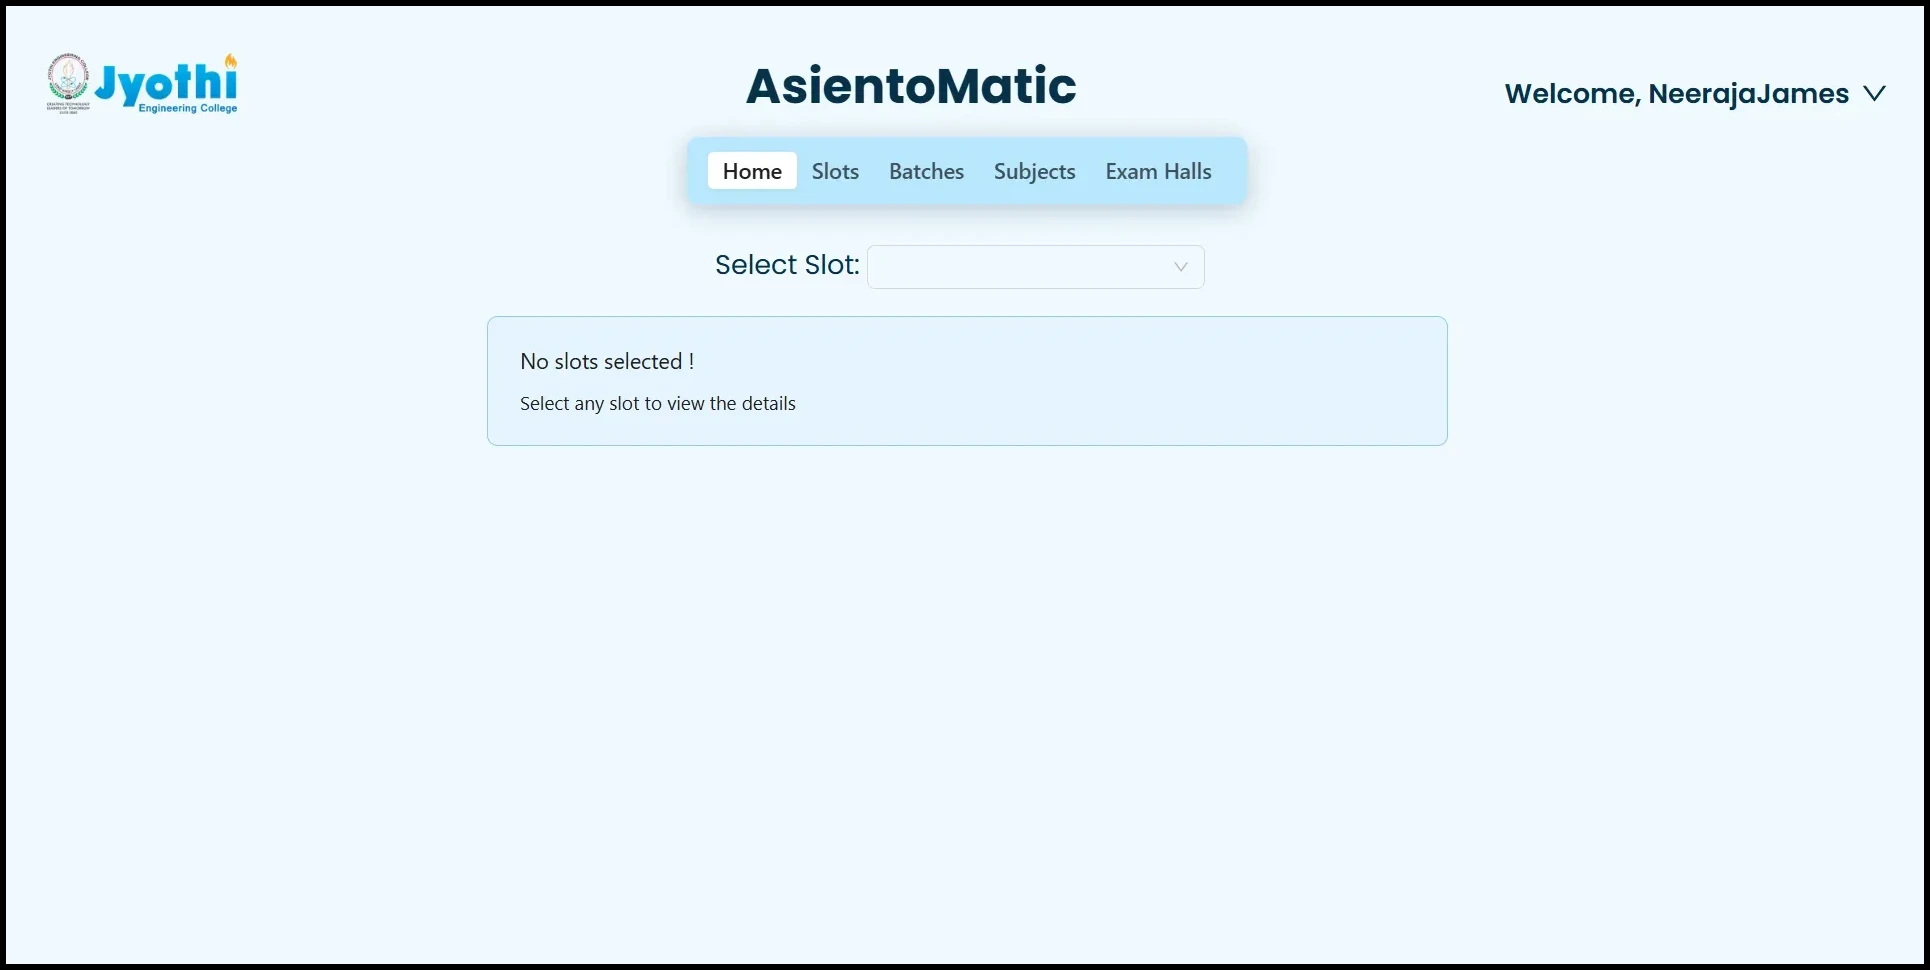 Jyothi
Engineering College
AsientoMatic
Welcome, NeerajaJames
Home Slots Batches Subjects Exam Halls
Select Slot:
No slots selected !
Select any slot to view the details